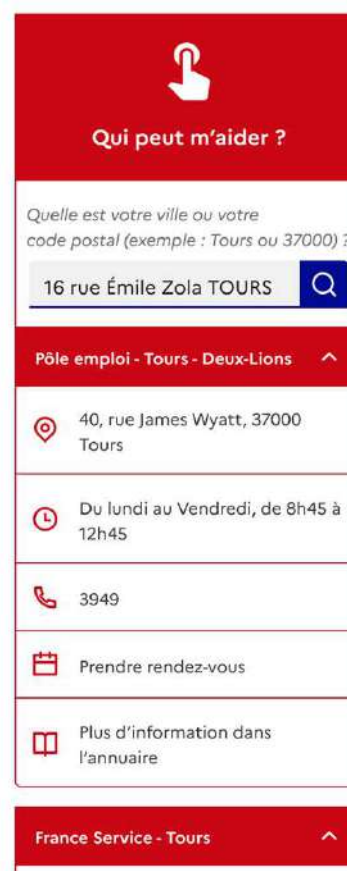 Qui peut m’aider ?
Quelle est votre ville ou votre
code postal (exemple : Tours ou 37000) ?
16 rue Émile Zola TOURS
Pôle emploi - Tours - Deux-Lions
40, rue James Wyatt, 37000
Tours
Du lundi au Vendredi, de 8h45 à
12h45
3949
Prendre rendez-vous
Plus d’information dans
l’annuaire
France Service - Tours